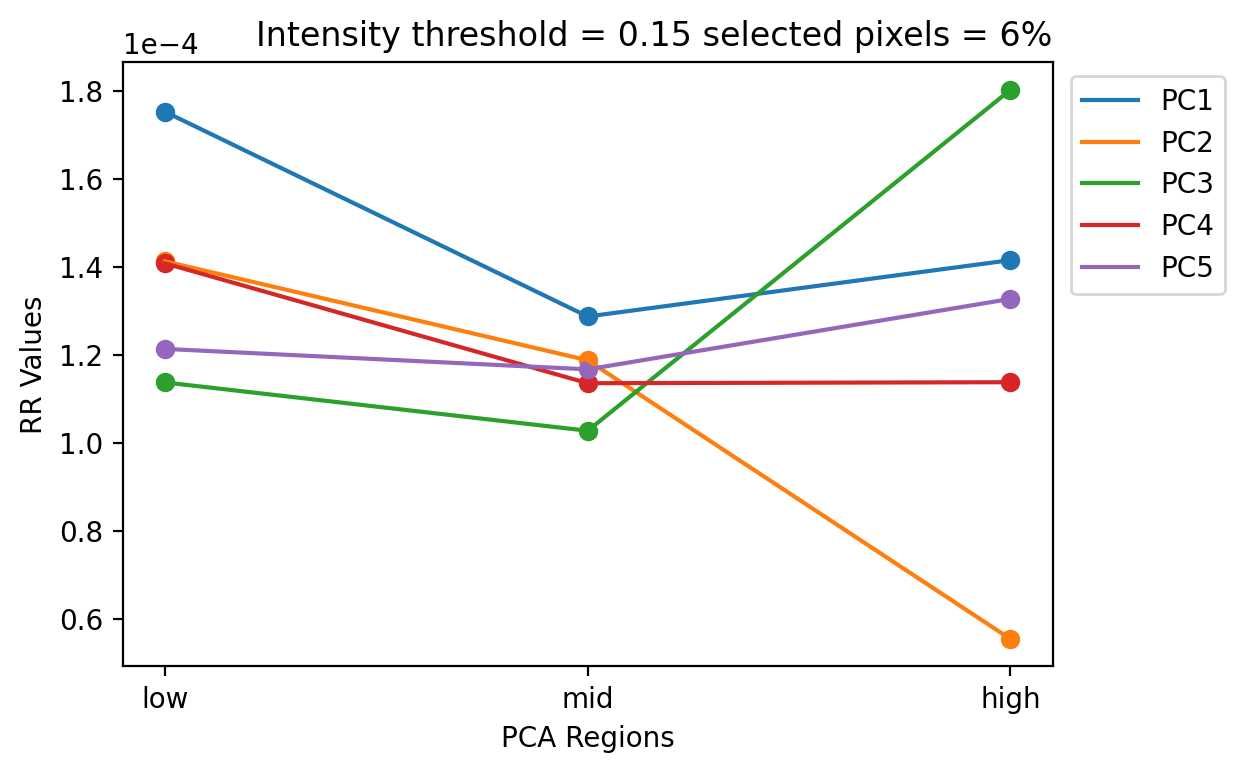 Intensity threshold = 0.15 selected pixels = 6%
1e−4
1.8
1.6
1.4
1.2
1.0
0.8
0.6
RR Values
low mid high
PCA Regions
PC1
PC2
PC3
PC4
PC5